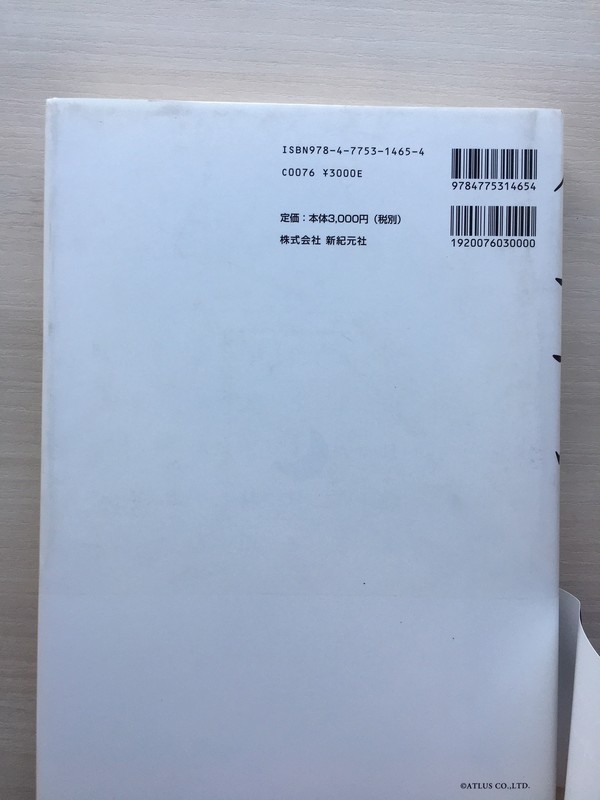 ISBN978-4-7753-1465-4
C0076 ¥3000E
定価：本体3,000円（税別）
株式会社 新紀元社
9784775314654
1920076030000
©ATLUS CO.,LTD.